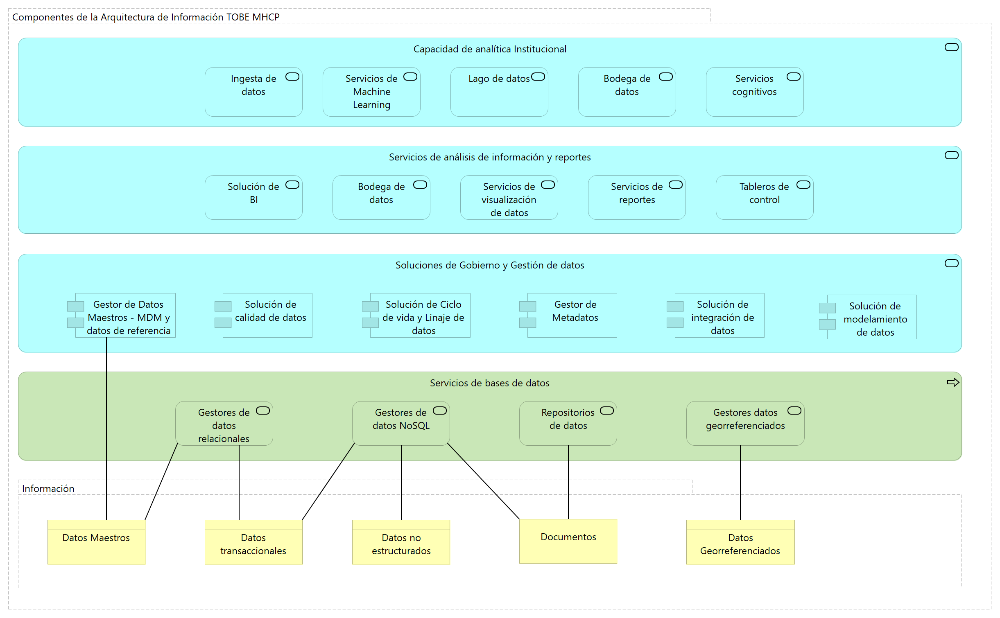 Componentes de la Arquitectura de Información TOBE MHCP
Capacidad de analítica Institucional
Ingesta de
datos
Servicios de
Machine
Learning
Lago de datos
Bodega de
datos
Servicios
cognitivos
Servicios de análisis de información y reportes
Solución de
BI
Bodega de
datos
Servicios de
visualización
de datos
Servicios de
reportes
Tableros de
control
Soluciones de Gobierno y Gestión de datos
Gestor de Datos
Maestros - MDM y
datos de referencia
Solución de
calidad de datos
Solución de Ciclo
de vida y Linaje de
datos
Gestor de
Metadatos
Solución de
integración de
datos
Solución de
modelamiento
de datos
Servicios de bases de datos
Gestores de
datos
relacionales
Gestores de
datos NoSQL
Repositorios
de datos
Gestores datos
georreferenciados
Información
Datos Maestros
Datos
transaccionales
Datos no
estructurados
Documentos
Datos
Georreferenciados